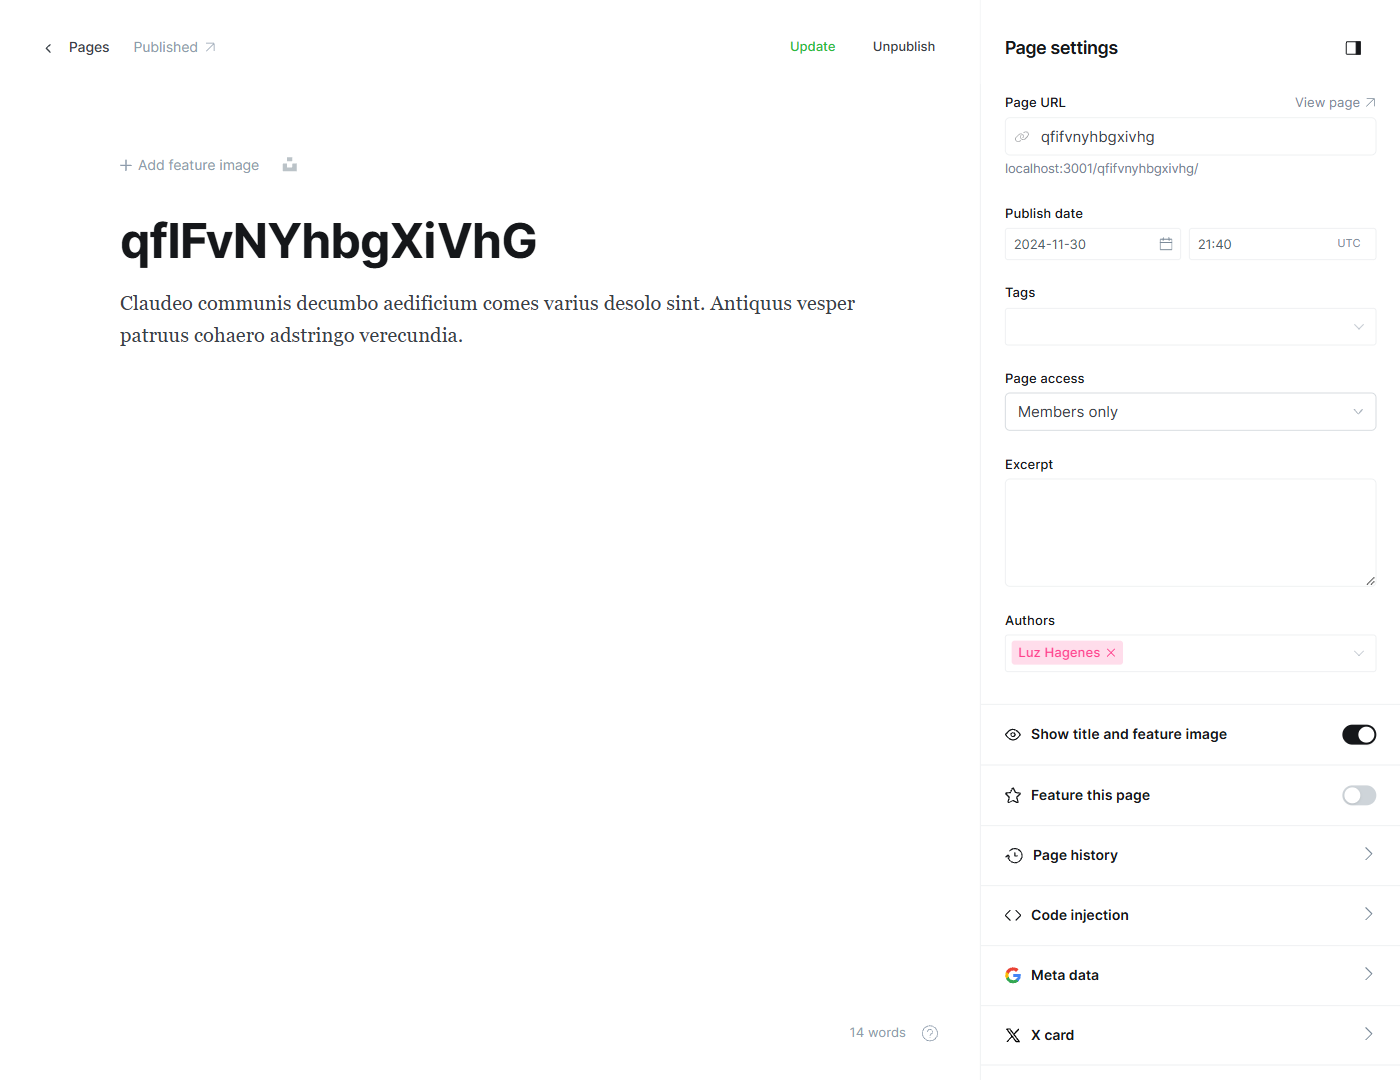 Pages
Published
Update
Unpublish
Add feature image
qfIFvNYhbgXiVhG
Claudeo communis decumbo aedificium comes varius desolo sint. Antiquus vesper
patruus cohaero adstringo verecundia.
14 words
Page settings
Page URL
View page
qfifvnyhbgxivhg
localhost:3001/qfifvnyhbgxivhg/
Publish date
2024-11-30
21:40
UTC
Tags
Page access
Members only
Excerpt
Authors
Luz Hagenes
Show title and feature image
Feature this page
Page history
Code injection
Meta data
X card